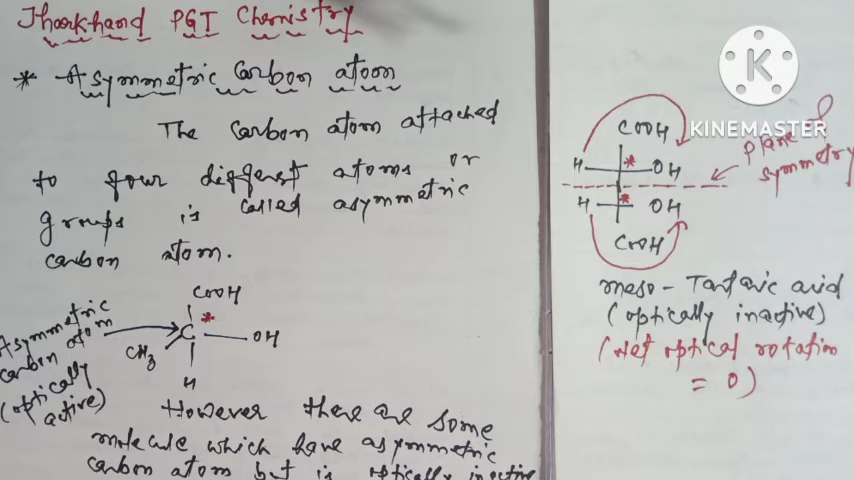 Jharkhand PGT Chemistry
* Asymmetric carbon atom
The carbon atom attached
to four different atoms or
groups is called asymmetric
carbon atom.
COOH
Asymmetric
carbon atom
(optically
active)
C *
OH
CH3
H
However there are some
molecule which have asymmetric
carbon atom but is optically inactive
K
KINEMASTER
COOH
H * OH
plane of
symmetry
H * OH
COOH
meso - Tartaric acid
(optically inactive)
(Net optical rotation
= 0)